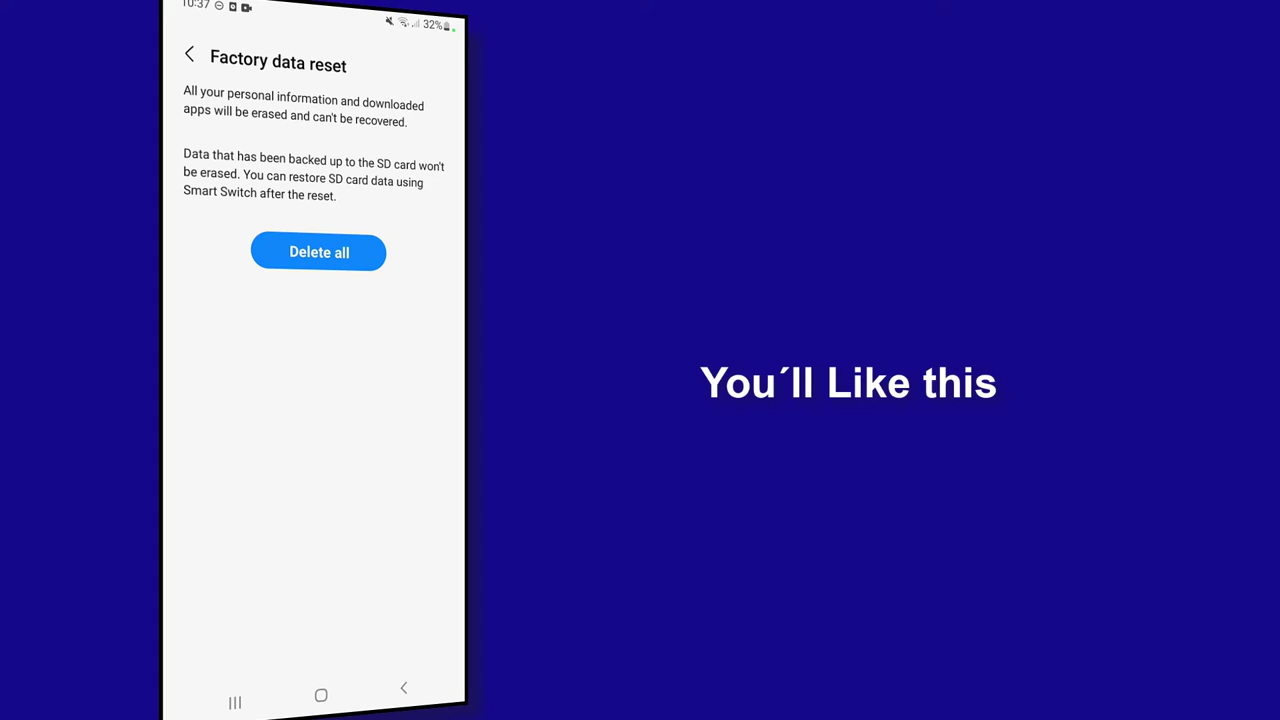 10:37
32%
Factory data reset
All your personal information and downloaded
apps will be erased and can't be recovered.
Data that has been backed up to the SD card won't
be erased. You can restore SD card data using
Smart Switch after the reset.
Delete all
You´ll Like this